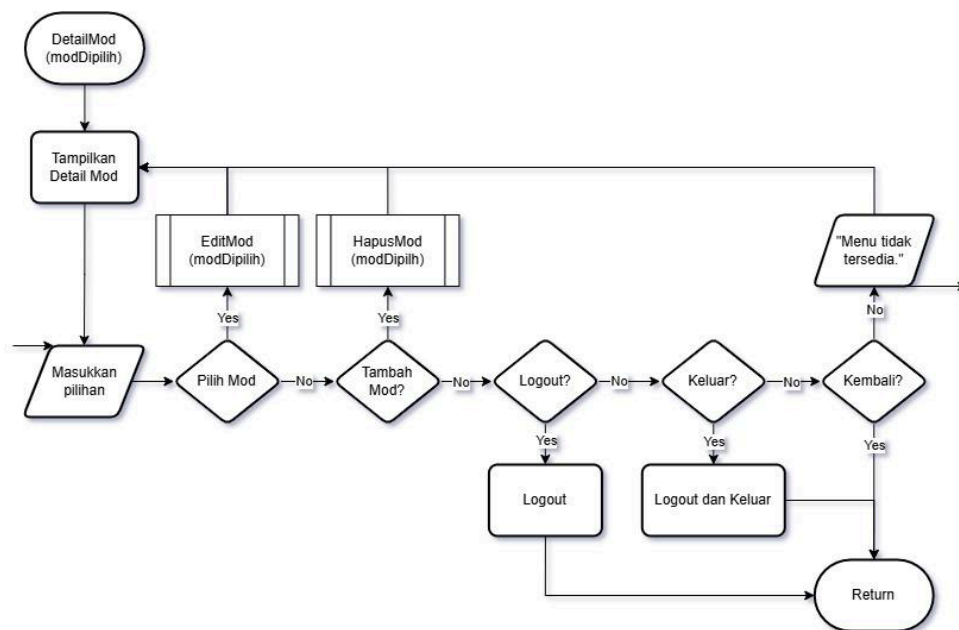 DetailMod
(modDipilih)
Tampilkan
Detail Mod
EditMod
(modDipilih)
HapusMod
(modDipilh)
"Menu tidak
tersedia."
Yes
Yes
No
Masukkan
pilihan
Pilih Mod
No
Tambah
Mod?
No
Logout?
No
Keluar?
No
Kembali?
Yes
Yes
Yes
Logout
Logout dan Keluar
Return